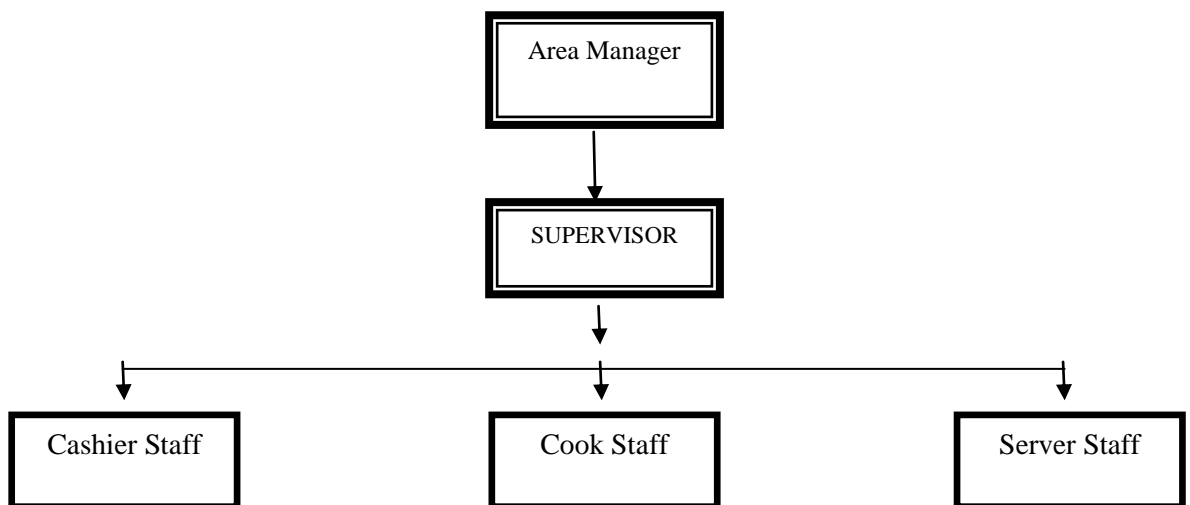 Area Manager
SUPERVISOR
Cashier Staff
Cook Staff
Server Staff